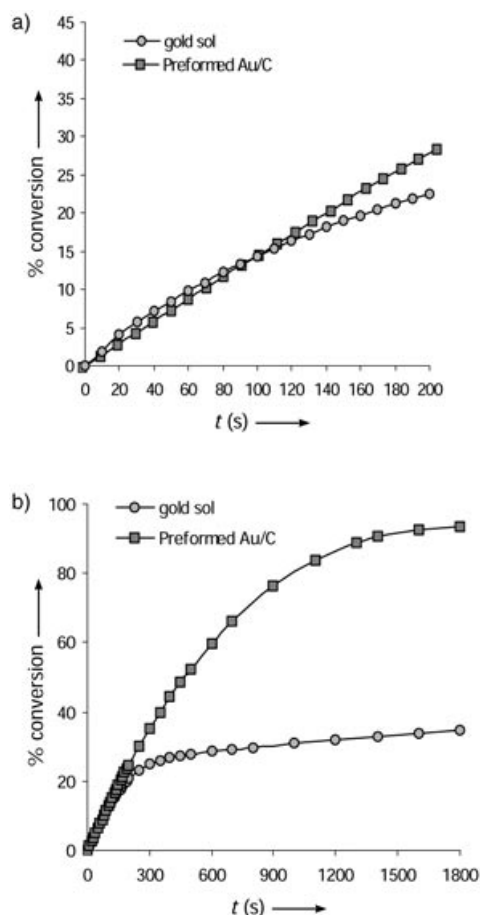 a)
45
40
35
30
25
20
15
10
5
0
% conversion
gold sol
Preformed Au/C
0 20 40 60 80 100 120 140 160 180 200
t (s)
b)
100
80
60
40
20
0
% conversion
gold sol
Preformed Au/C
0 300 600 900 1200 1500 1800
t (s)